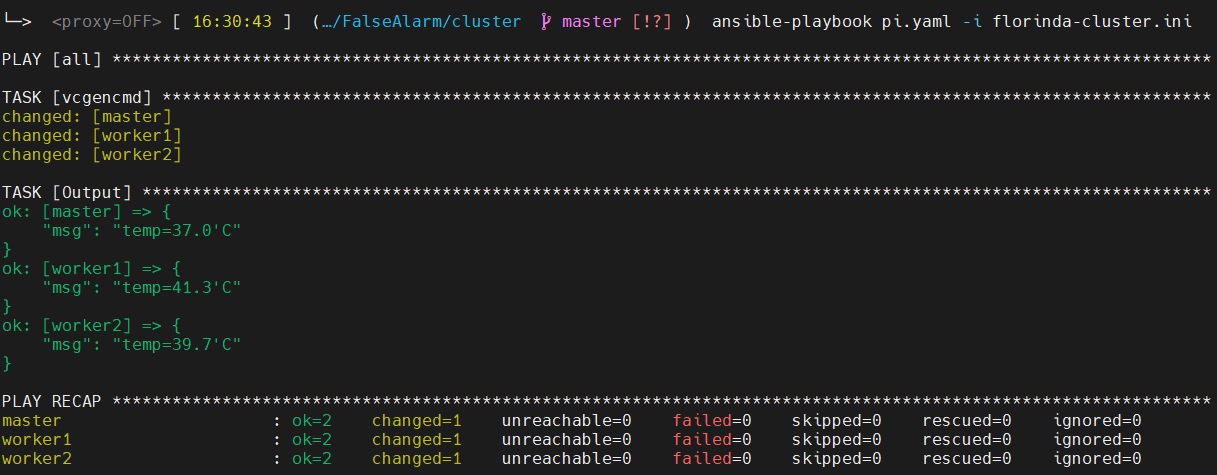 └─> <proxy=OFF> [ 16:30:43 ] (…/FalseAlarm/cluster  master [!?] ) ansible-playbook pi.yaml -i florinda-cluster.ini
PLAY [all] **************************************************************************************************************
TASK [vcgencmd] *********************************************************************************************************
changed: [master]
changed: [worker1]
changed: [worker2]
TASK [Output] ***********************************************************************************************************
ok: [master] => {
    "msg": "temp=37.0'C"
}
ok: [worker1] => {
    "msg": "temp=41.3'C"
}
ok: [worker2] => {
    "msg": "temp=39.7'C"
}
PLAY RECAP **************************************************************************************************************
master                     : ok=2    changed=1    unreachable=0    failed=0    skipped=0    rescued=0    ignored=0
worker1                    : ok=2    changed=1    unreachable=0    failed=0    skipped=0    rescued=0    ignored=0
worker2                    : ok=2    changed=1    unreachable=0    failed=0    skipped=0    rescued=0    ignored=0